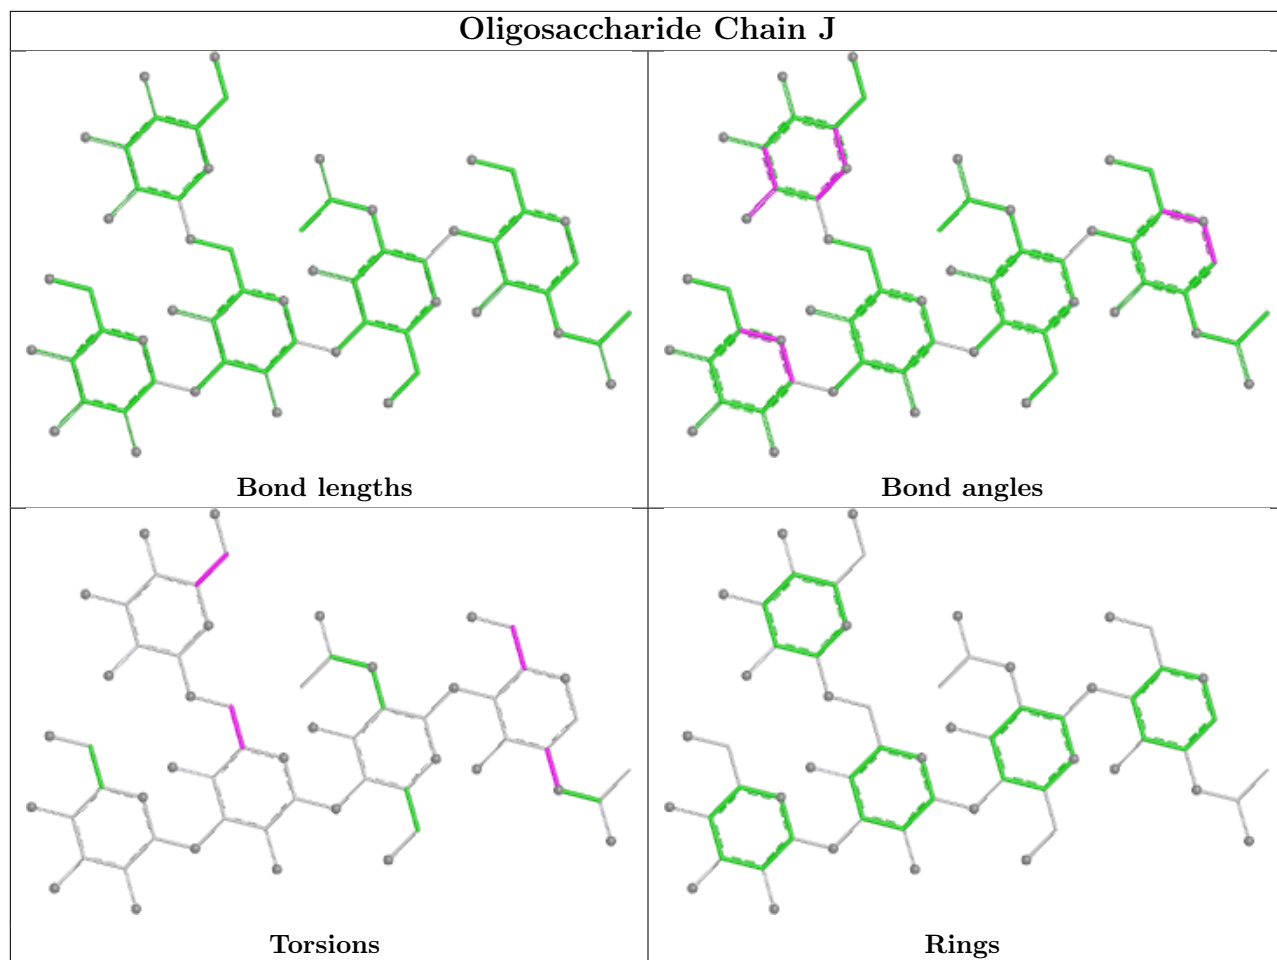 Oligosaccharide Chain J
Bond lengths
Bond angles
Torsions
Rings